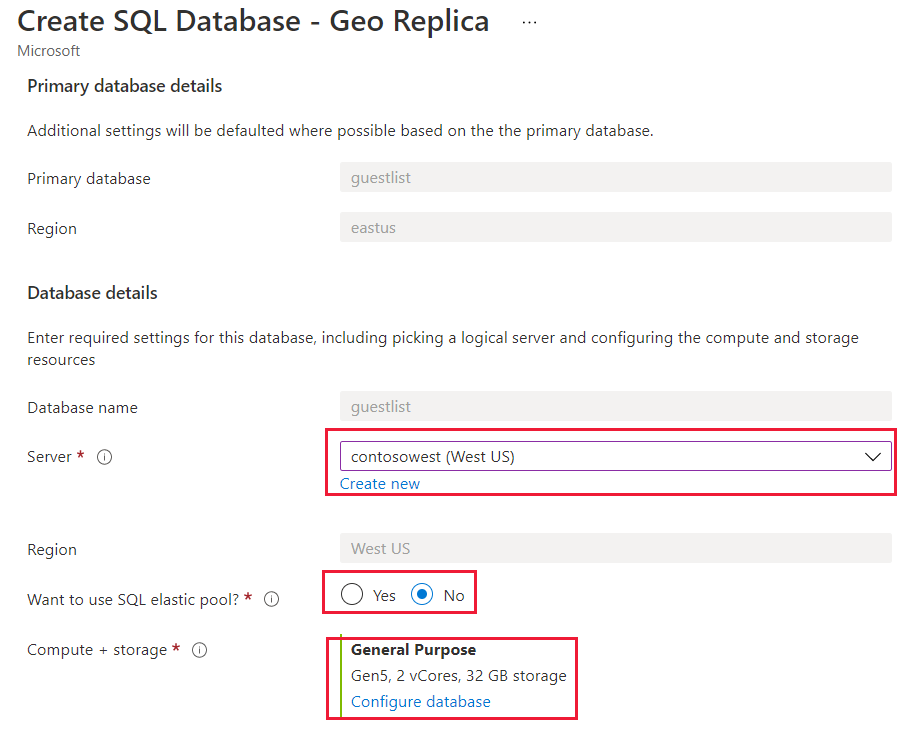 Create SQL Database - Geo Replica ...
Microsoft
Primary database details
Additional settings will be defaulted where possible based on the the primary database.
Primary database guestlist
Region eastus
Database details
Enter required settings for this database, including picking a logical server and configuring the compute and storage
resources
Database name guestlist
Server * contosowest (West US)
Create new
Region West US
Want to use SQL elastic pool? * Yes No
Compute + storage * General Purpose
Gen5, 2 vCores, 32 GB storage
Configure database